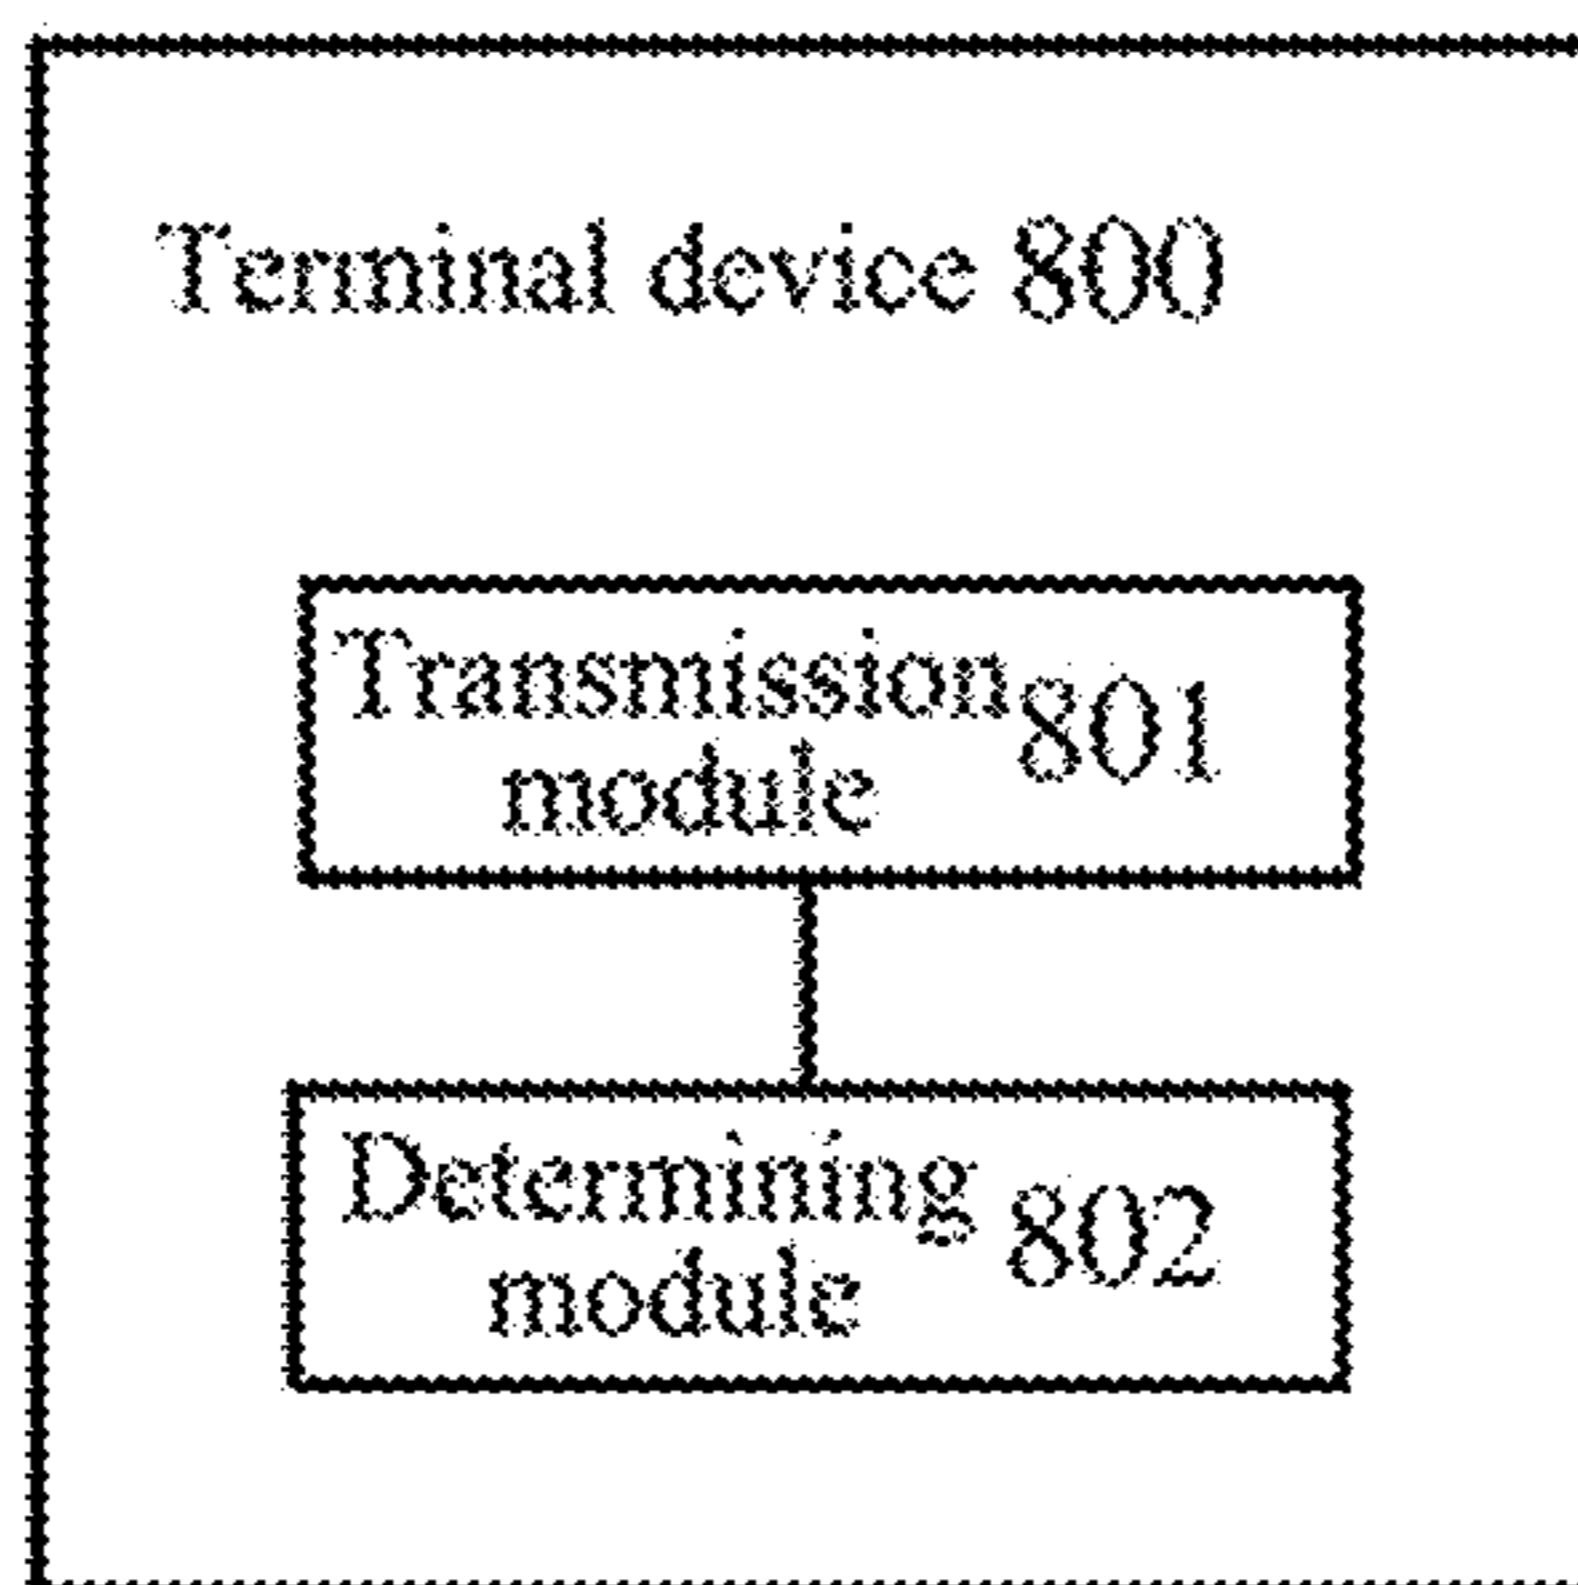 Terminal device 800
Transmission 801
module
Determining 802
module